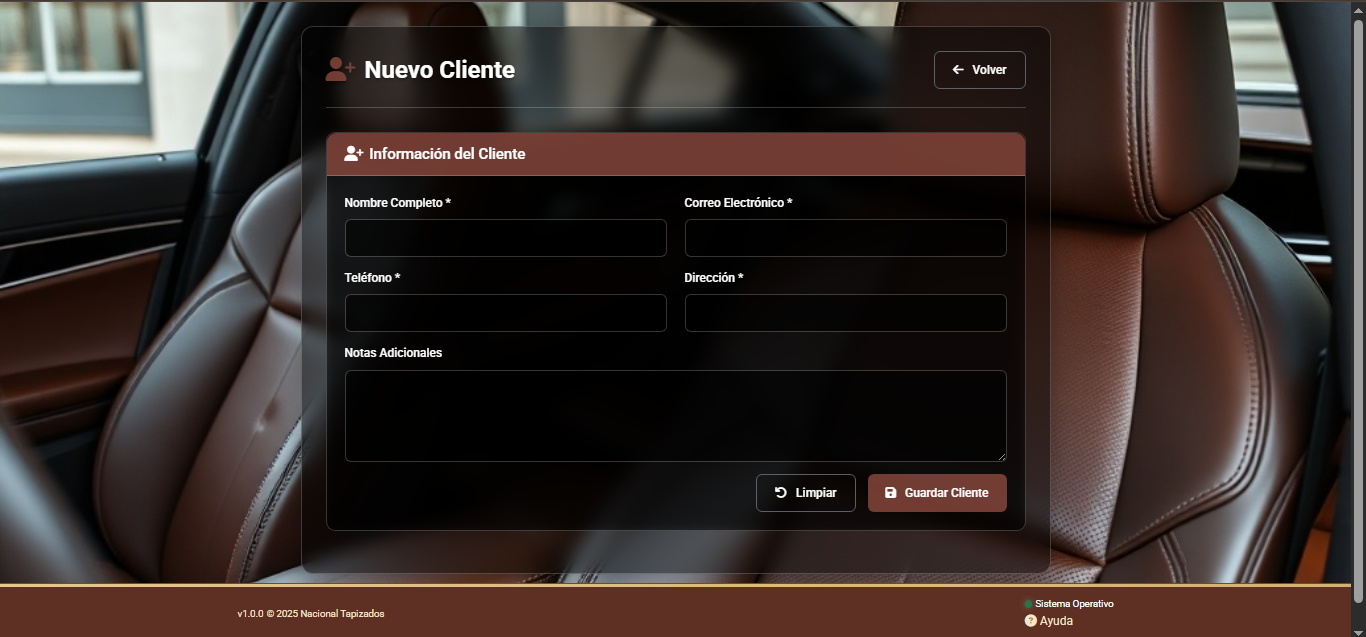 Nuevo Cliente
Volver
Información del Cliente
Nombre Completo *
Correo Electrónico *
Teléfono *
Dirección *
Notas Adicionales
Limpiar
Guardar Cliente
v1.0.0 © 2025 Nacional Tapizados
Sistema Operativo
? Ayuda